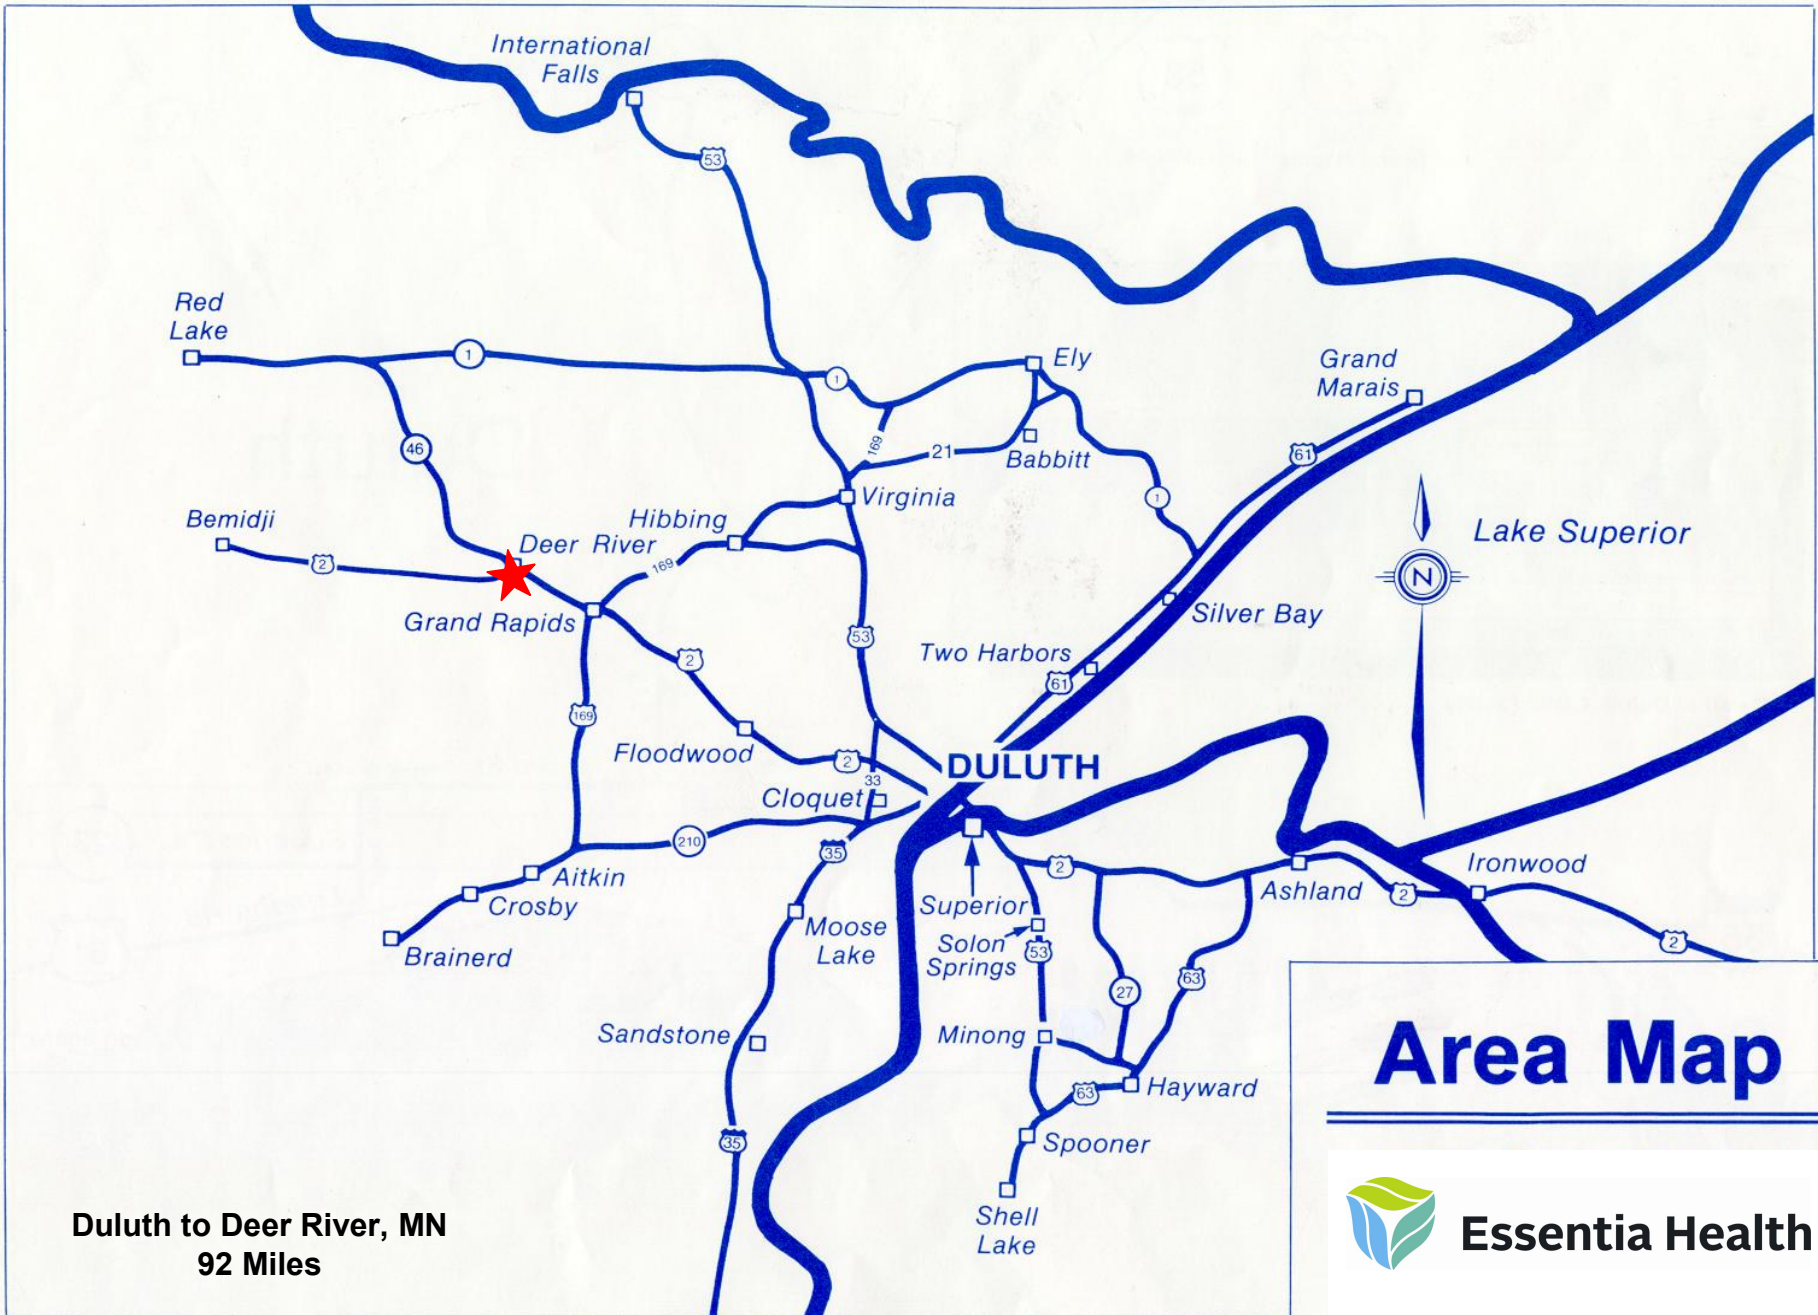 International
Falls
53
Red
Lake
1
1
Ely
Grand
Marais
46
169
21
Babbitt
61
Bemidji
Hibbing
Virginia
1
Lake Superior
2
Deer River
169
N
Grand Rapids
Silver Bay
2
53
Two Harbors
61
169
Floodwood
2
DULUTH
33
Cloquet
210
35
2
Ironwood
Aitkin
Ashland
2
Crosby
Superior
Moose
Lake
Solon
Springs
53
2
Brainerd
27
63
Sandstone
Minong
Area Map
63
Hayward
35
Spooner
Shell
Lake
Duluth to Deer River, MN
92 Miles
Essentia Health